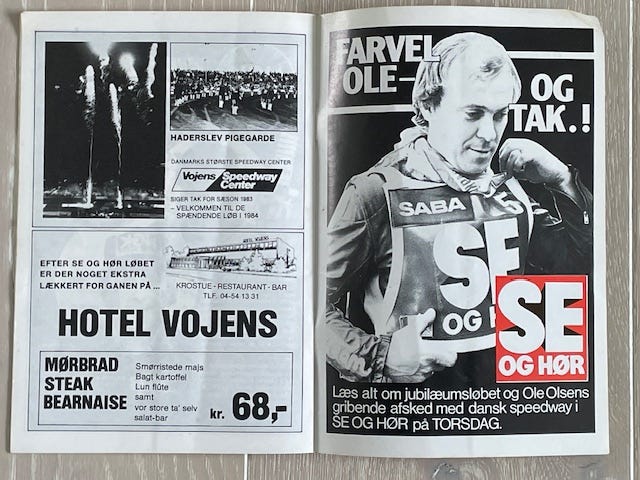 HADERSLEV PIGEGARDE
DANMARKS STØRSTE SPEEDWAY CENTER
Vojens Speedway
Center
SIGER TAK FOR SÆSON 1983
– VELKOMMEN TIL DE
SPÆNDENDE LØB I 1984
EFTER SE OG HØR LØBET
ER DER NOGET EKSTRA
LÆKKERT FOR GANEN PÅ ...
HOTEL VOJENS
KROSTUE - RESTAURANT - BAR
TLF. 04-54 13 31
HOTEL VOJENS
MØRBRAD
STEAK
BEARNAISE
Smørristede majs
Bagt kartoffel
Lun flûte
samt
vor store ta' selv
salat-bar
kr. 68,-
FARVEL
OLE –
OG
TAK.!
SABA
5
SE
OG H
SE
OG HØR
Læs alt om jubilæumsløbet og Ole Olsens
gribende afsked med dansk speedway i
SE OG HØR på TORSDAG.